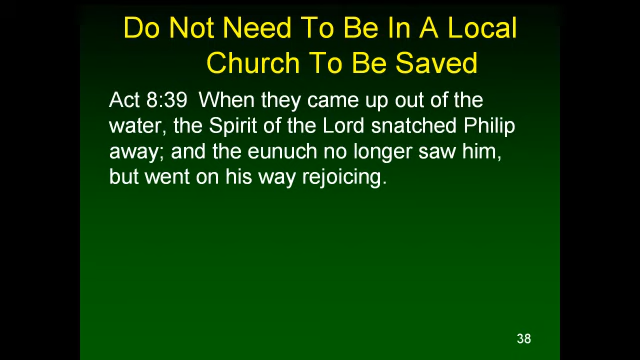 Do Not Need To Be In A Local
Church To Be Saved
Act 8:39 When they came up out of the
water, the Spirit of the Lord snatched Philip
away; and the eunuch no longer saw him,
but went on his way rejoicing.
38